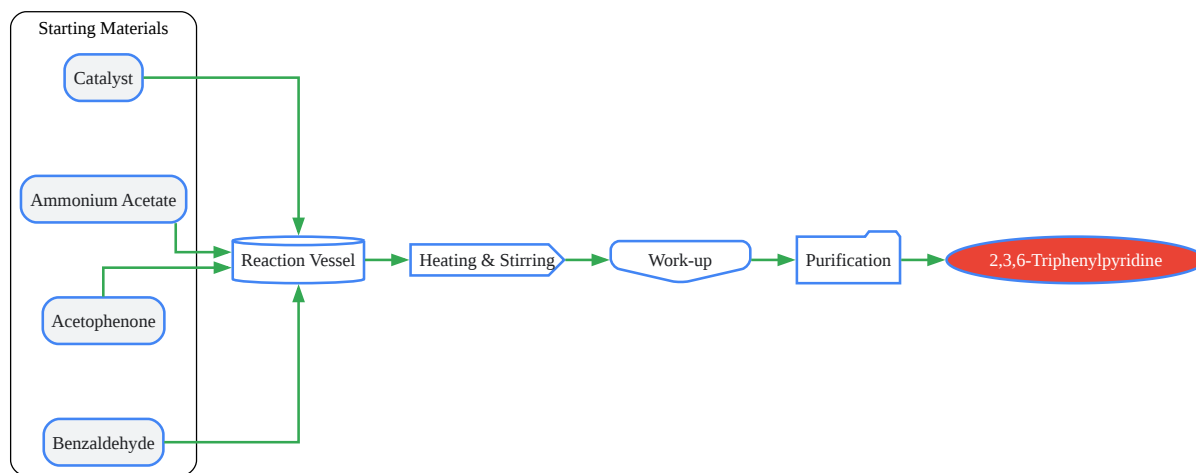 Starting Materials
Catalyst
Ammonium Acetate
Acetophenone
Benzaldehyde
Reaction Vessel
Heating & Stirring
Work-up
Purification
2,3,6-Triphenylpyridine